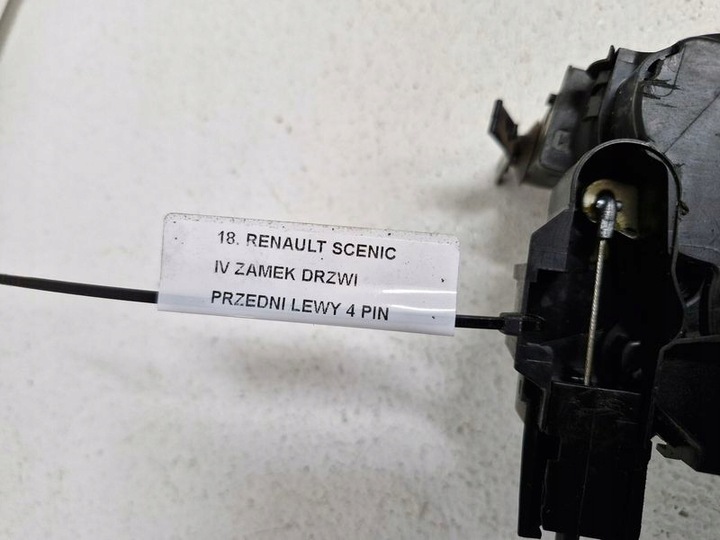 18. RENAULT SCENIC
IV ZAMEK DRZWI
PRZEDNI LEWY 4 PIN